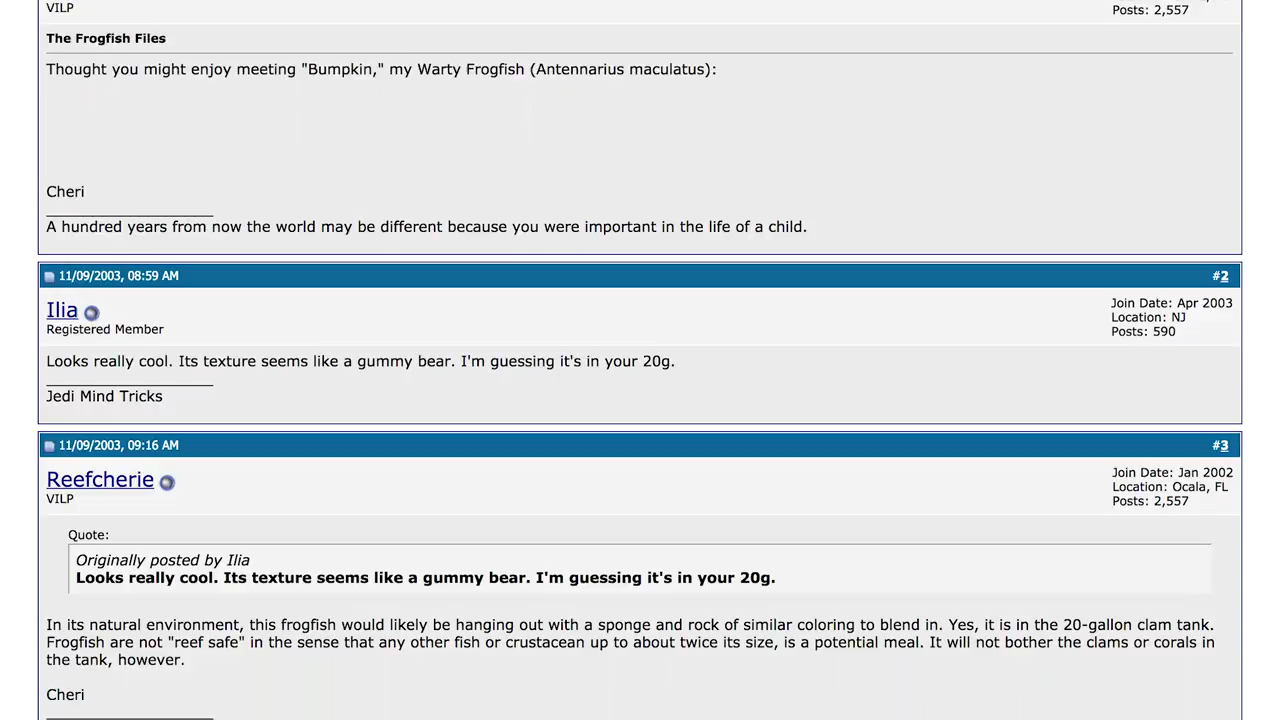 VILP
Posts: 2,557
The Frogfish Files
Thought you might enjoy meeting "Bumpkin," my Warty Frogfish (Antennarius maculatus):
Cheri
A hundred years from now the world may be different because you were important in the life of a child.
11/09/2003, 08:59 AM
#2
Ilia
Registered Member
Join Date: Apr 2003
Location: NJ
Posts: 590
Looks really cool. Its texture seems like a gummy bear. I'm guessing it's in your 20g.
Jedi Mind Tricks
11/09/2003, 09:16 AM
#3
Reefcherie
VILP
Join Date: Jan 2002
Location: Ocala, FL
Posts: 2,557
Quote:
Originally posted by Ilia
Looks really cool. Its texture seems like a gummy bear. I'm guessing it's in your 20g.
In its natural environment, this frogfish would likely be hanging out with a sponge and rock of similar coloring to blend in. Yes, it is in the 20-gallon clam tank.
Frogfish are not "reef safe" in the sense that any other fish or crustacean up to about twice its size, is a potential meal. It will not bother the clams or corals in
the tank, however.
Cheri